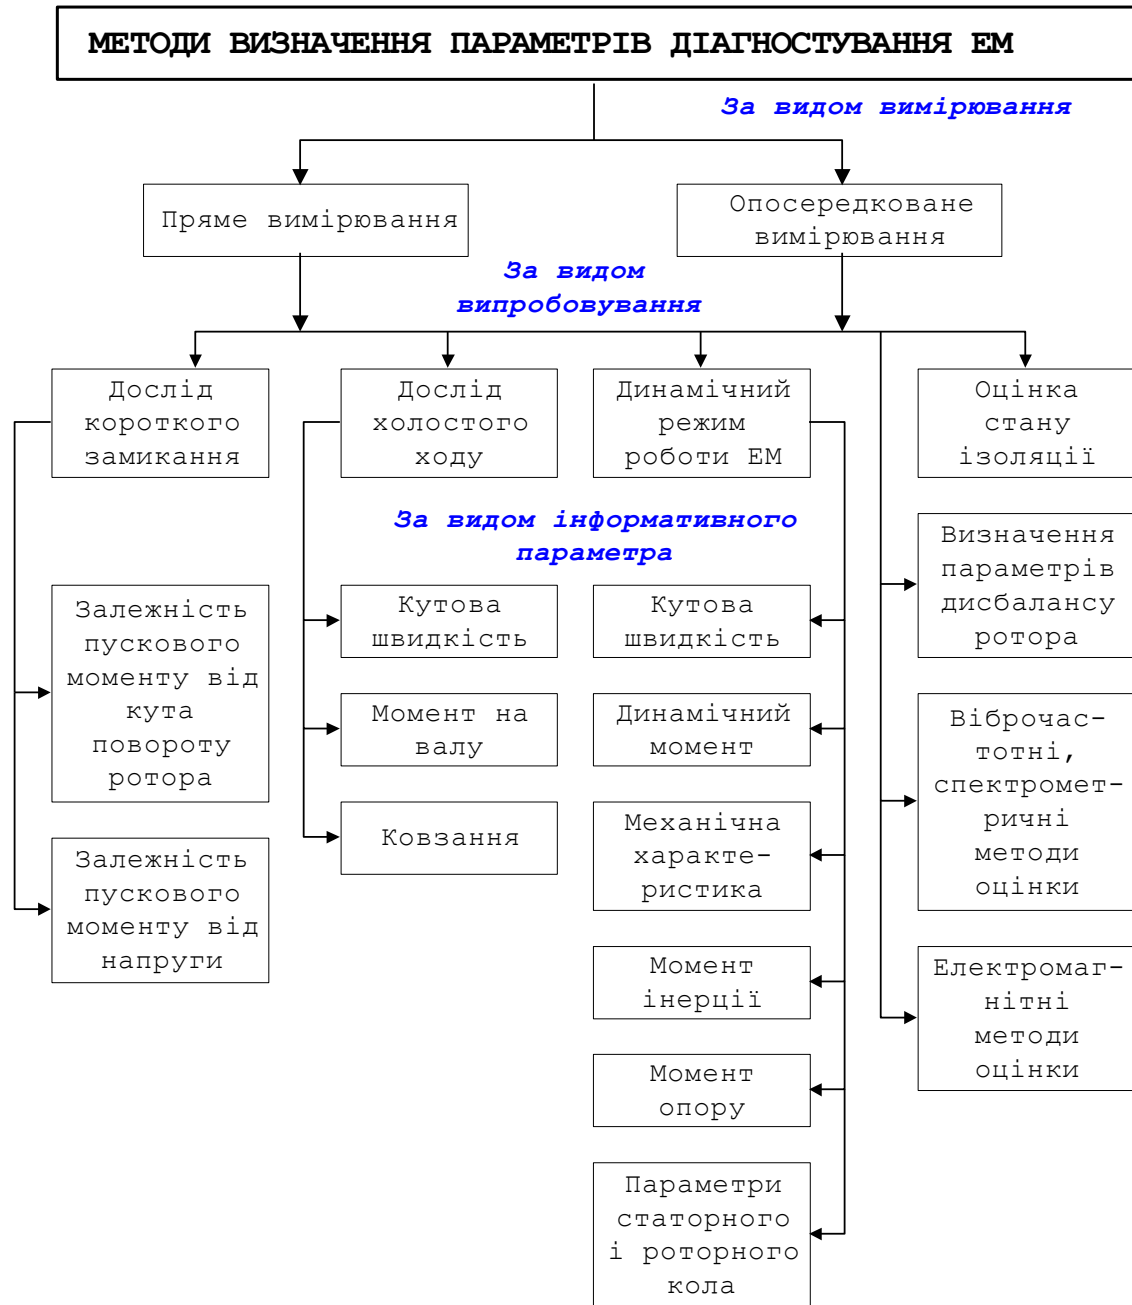 МЕТОДИ ВИЗНАЧЕННЯ ПАРАМЕТРІВ ДІАГНОСТУВАННЯ ЕМ
За видом вимірювання
Пряме вимірювання
Опосередковане
вимірювання
За видом
випробовування
Дослід
короткого
замикання
Дослід
холостого
ходу
Динамічний
режим
роботи ЕМ
Оцінка
стану
ізоляції
За видом інформативного
параметра
Залежність
пускового
моменту від
кута
повороту
ротора
Залежність
пускового
моменту від
напруги
Кутова
швидкість
Момент на
валу
Ковзання
Кутова
швидкість
Динамічний
момент
Механічна
характе-
ристика
Момент
інерції
Момент
опору
Параметри
статорного
і роторного
кола
Визначення
параметрів
дисбалансу
ротора
Віброчас-
тотні,
спектромет-
ричні
методи
оцінки
Електромаг-
нітні
методи
оцінки